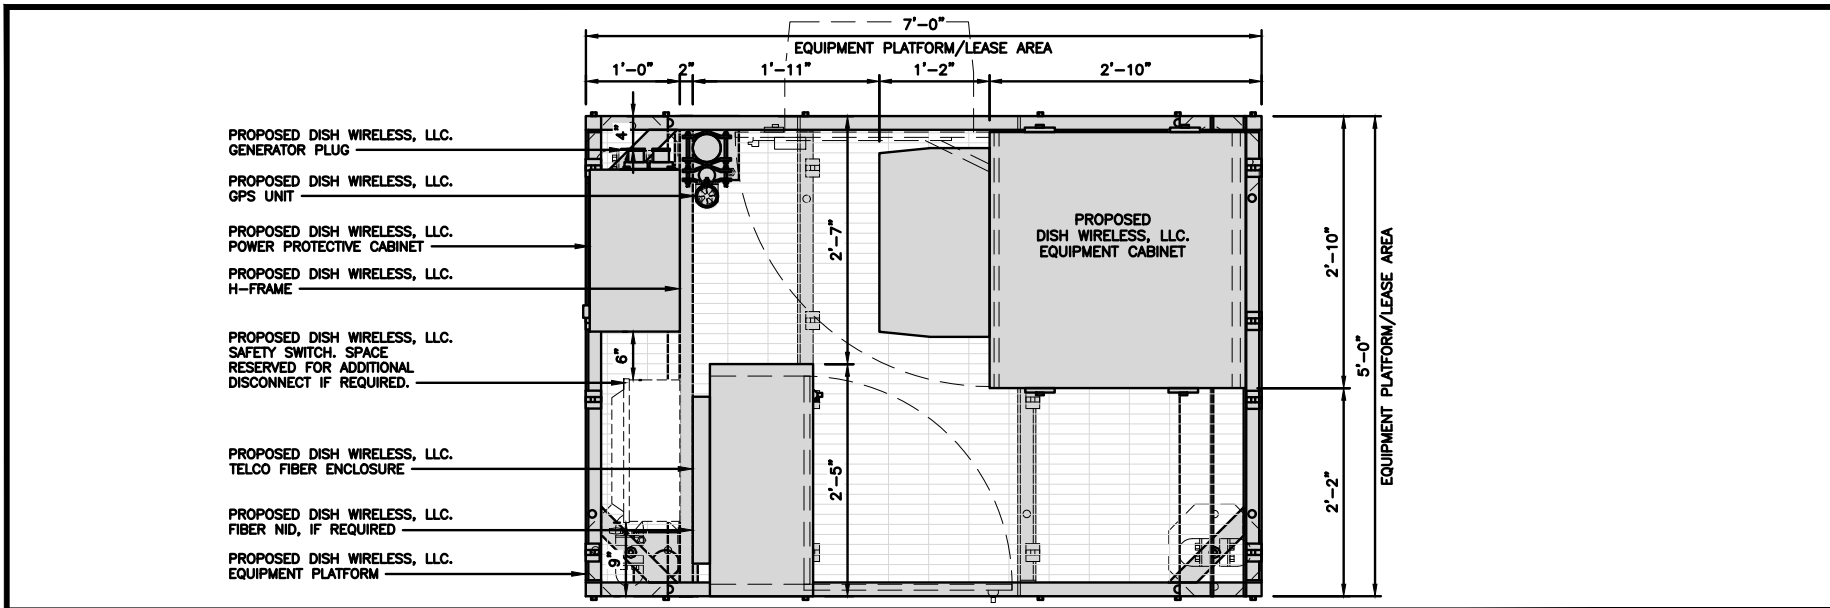 7'-0"
EQUIPMENT PLATFORM/LEASE AREA
1'-0"
2"
1'-11"
1'-2"
2'-10"
PROPOSED DISH WIRELESS, LLC.
GENERATOR PLUG
PROPOSED DISH WIRELESS, LLC.
GPS UNIT
PROPOSED DISH WIRELESS, LLC.
POWER PROTECTIVE CABINET
PROPOSED DISH WIRELESS, LLC.
H-FRAME
PROPOSED DISH WIRELESS, LLC.
SAFETY SWITCH. SPACE
RESERVED FOR ADDITIONAL
DISCONNECT IF REQUIRED.
PROPOSED DISH WIRELESS, LLC.
TELCO FIBER ENCLOSURE
PROPOSED DISH WIRELESS, LLC.
FIBER NID, IF REQUIRED
PROPOSED DISH WIRELESS, LLC.
EQUIPMENT PLATFORM
4"
6"
9"
2'-7"
2'-5"
PROPOSED
DISH WIRELESS, LLC.
EQUIPMENT CABINET
2'-10"
2'-2"
5'-0"
EQUIPMENT PLATFORM/LEASE AREA